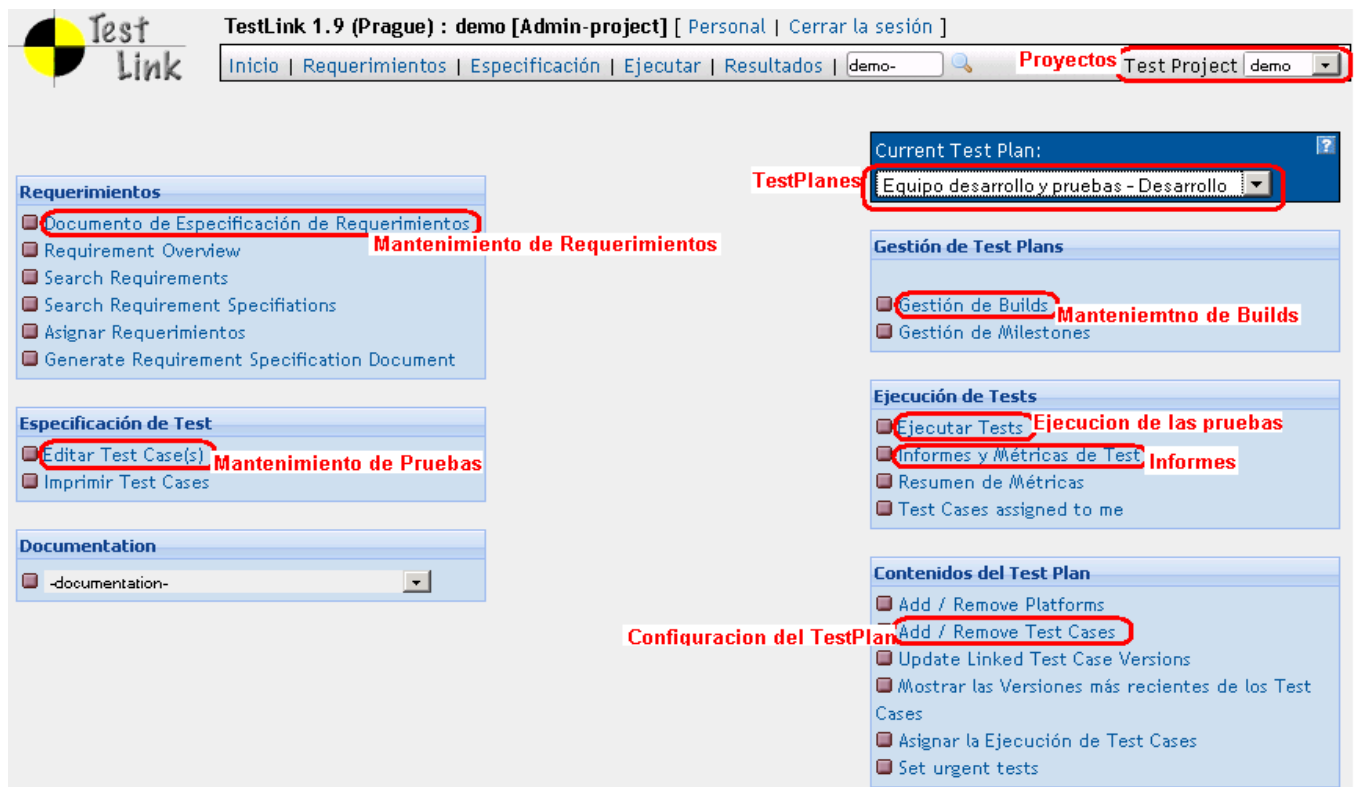 Test
Link
TestLink 1.9 (Prague) : demo [Admin-project] [ Personal | Cerrar la sesión ]
Inicio | Requerimientos | Especificación | Ejecutar | Resultados | demo-
Proyectos Test Project demo
Current Test Plan: ?
TestPlanes Equipo desarrollo y pruebas - Desarrollo
Requerimientos
Documento de Especificación de Requerimientos
Mantenimiento de Requerimientos
Requirement Overview
Search Requirements
Search Requirement Specifiations
Asignar Requerimientos
Generate Requirement Specification Document
Especificación de Test
Editar Test Case(s)
Mantenimiento de Pruebas
Imprimir Test Cases
Documentation
-documentation-
Gestión de Test Plans
Gestión de Builds
Manteniemtno de Builds
Gestión de Milestones
Ejecución de Tests
Ejecutar Tests Ejecucion de las pruebas
Informes y Métricas de Test Informes
Resumen de Métricas
Test Cases assigned to me
Contenidos del Test Plan
Add / Remove Platforms
Configuracion del TestPlan Add / Remove Test Cases
Update Linked Test Case Versions
Mostrar las Versiones más recientes de los Test
Cases
Asignar la Ejecución de Test Cases
Set urgent tests